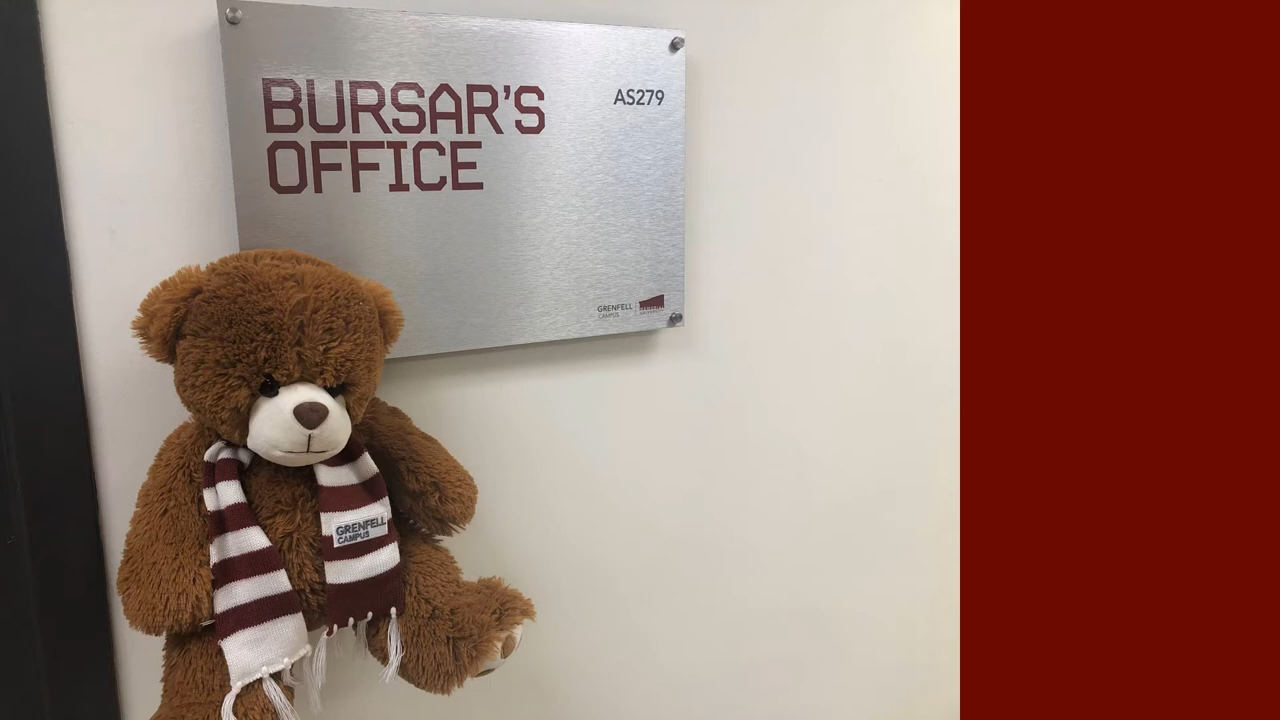 BURSAR'S
OFFICE
AS279
GRENFELL
CAMPUS
GRENFELL
CAMPUS